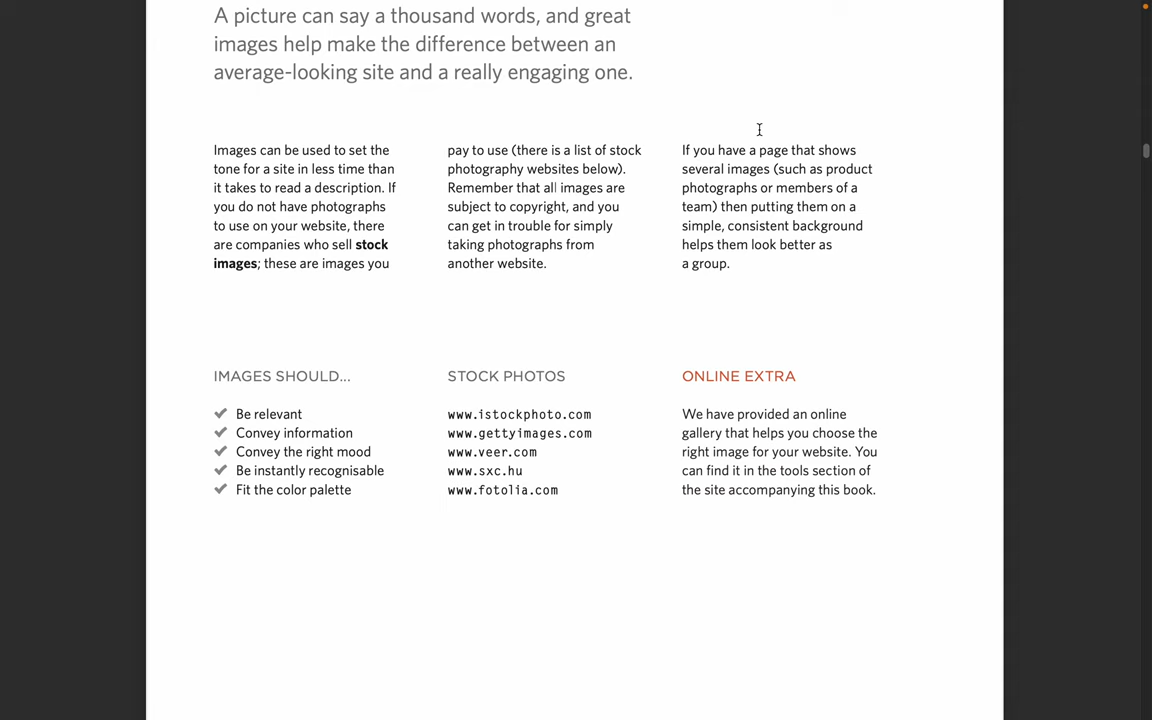 A picture can say a thousand words, and great
images help make the difference between an
average-looking site and a really engaging one.
Images can be used to set the
tone for a site in less time than
it takes to read a description. If
you do not have photographs
to use on your website, there
are companies who sell stock
images; these are images you
pay to use (there is a list of stock
photography websites below).
Remember that all images are
subject to copyright, and you
can get in trouble for simply
taking photographs from
another website.
If you have a page that shows
several images (such as product
photographs or members of a
team) then putting them on a
simple, consistent background
helps them look better as
a group.
IMAGES SHOULD...
Be relevant
Convey information
Convey the right mood
Be instantly recognisable
Fit the color palette
STOCK PHOTOS
www.istockphoto.com
www.gettyimages.com
www.veer.com
www.sxc.hu
www.fotolia.com
ONLINE EXTRA
We have provided an online
gallery that helps you choose the
right image for your website. You
can find it in the tools section of
the site accompanying this book.